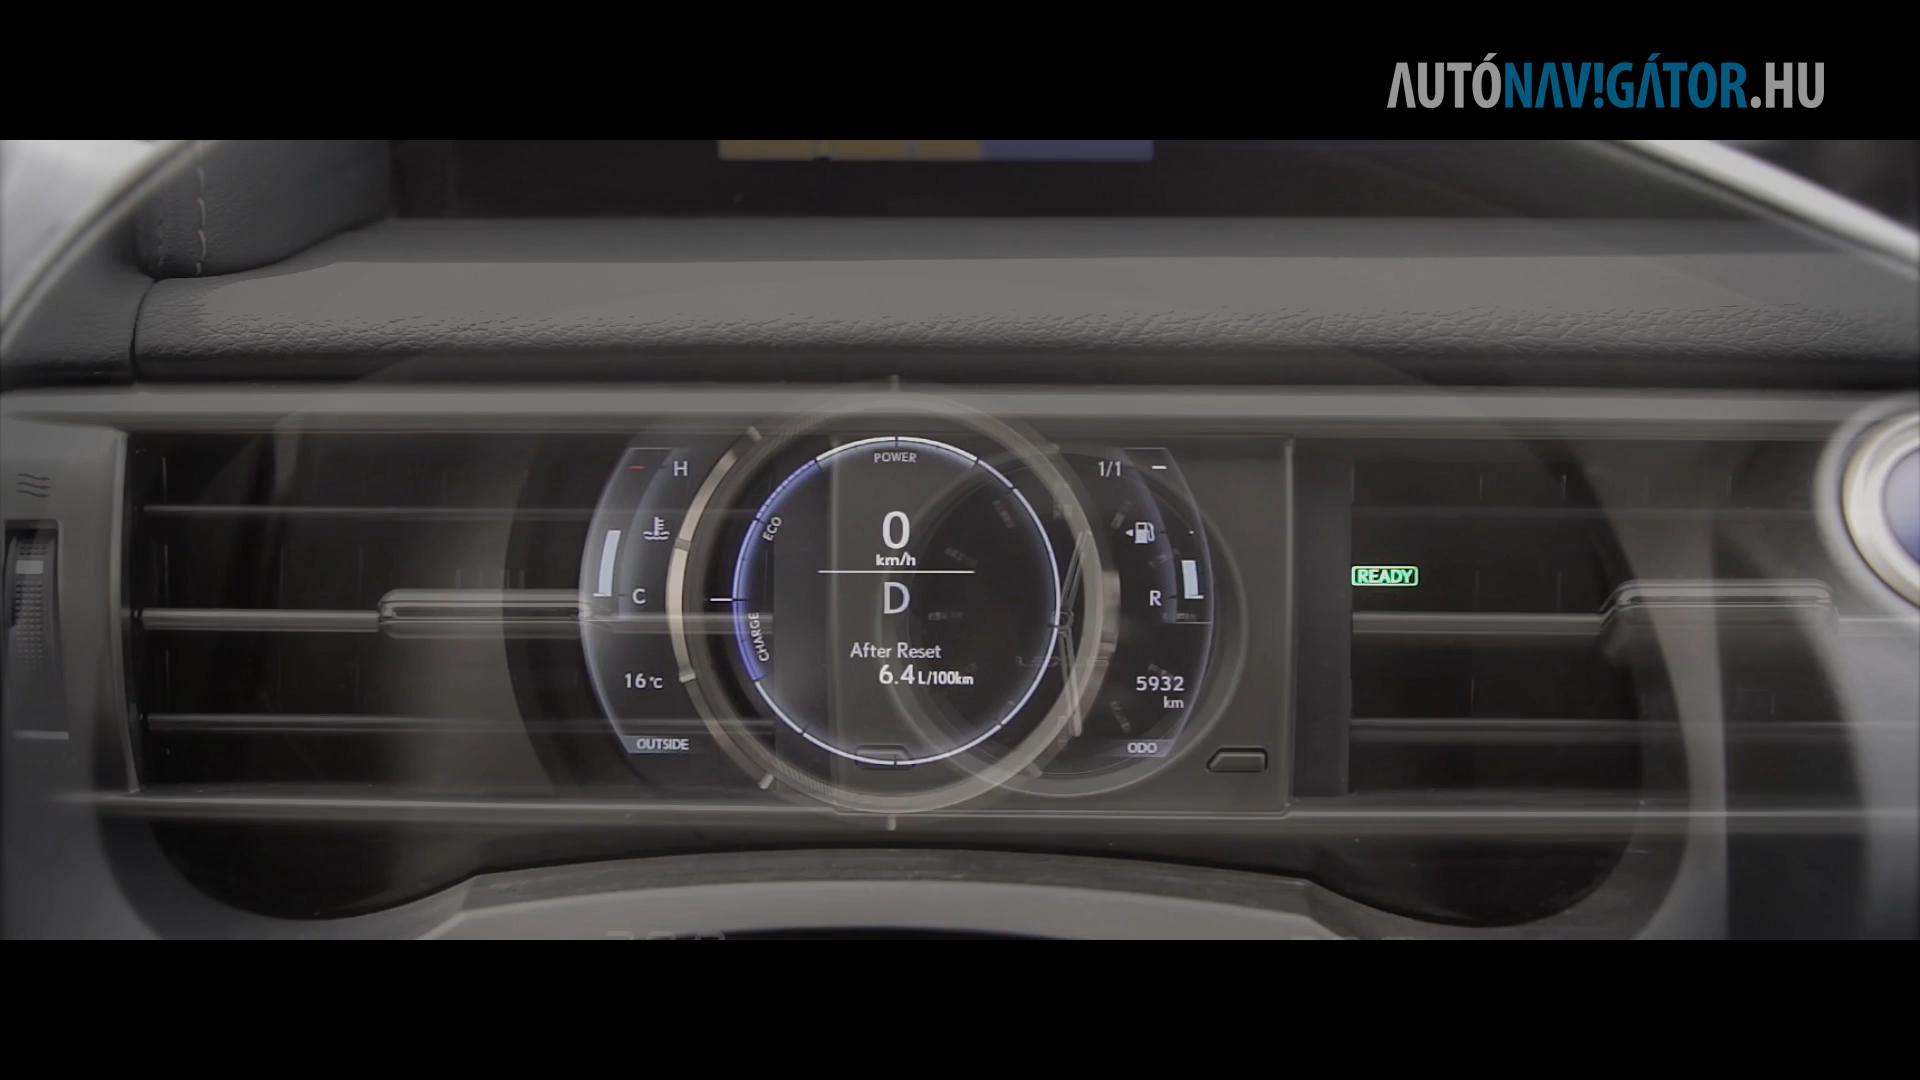 AUTÓNAV!GÁTOR.HU
POWER
H
1/1
ECO
0
km/h
D
C
R
READY
CHARGE
After Reset
6.4 L/100km
16°C
5932
km
OUTSIDE
ODO